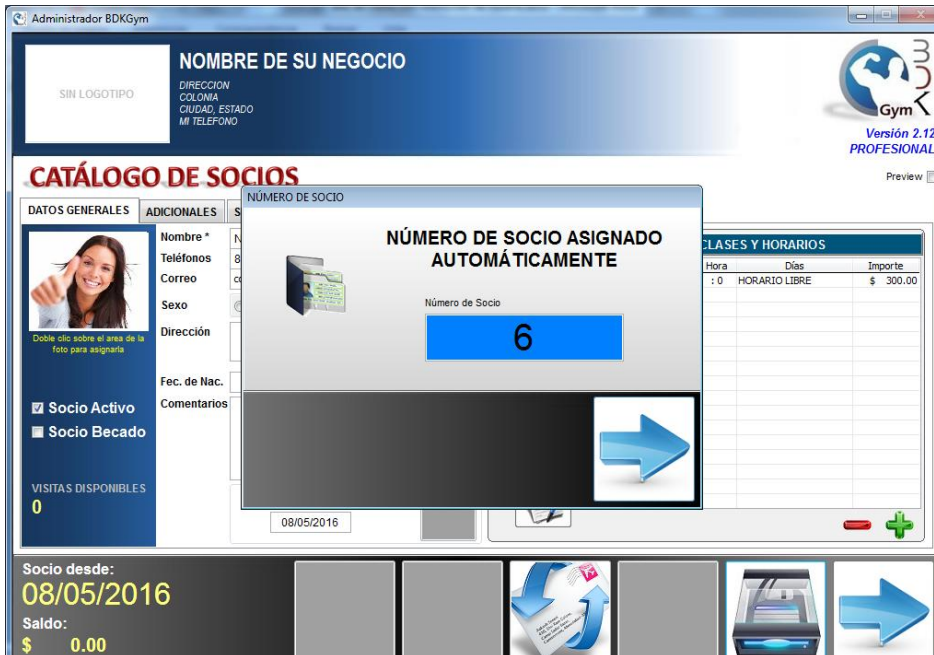 Administrador BDKGym
SIN LOGOTIPO
NOMBRE DE SU NEGOCIO
DIRECCION
COLONIA
CIUDAD, ESTADO
MI TELEFONO
BDK
Gym
Versión 2.12
PROFESIONAL
CATÁLOGO DE SOCIOS
Preview
DATOS GENERALES
ADICIONALES
S
Nombre *
N
Teléfonos
8
Correo
co
Sexo
Dirección
Fec. de Nac.
Comentarios
Doble clic sobre el area de la
foto para asignarla
Socio Activo
Socio Becado
VISITAS DISPONIBLES
0
NÚMERO DE SOCIO
NÚMERO DE SOCIO ASIGNADO
AUTOMÁTICAMENTE
Número de Socio
6
CLASES Y HORARIOS
Hora Días Importe
: 0 HORARIO LIBRE $ 300.00
08/05/2016
Socio desde:
08/05/2016
Saldo:
$ 0.00